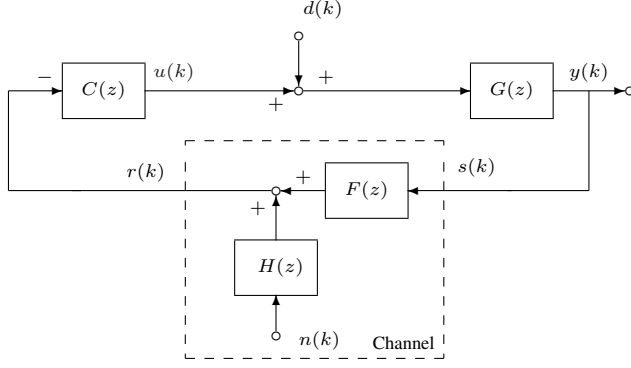 d(k)
− C(z) u(k) + + G(z) y(k)
r(k) + + F(z) s(k)
H(z)
n(k) Channel